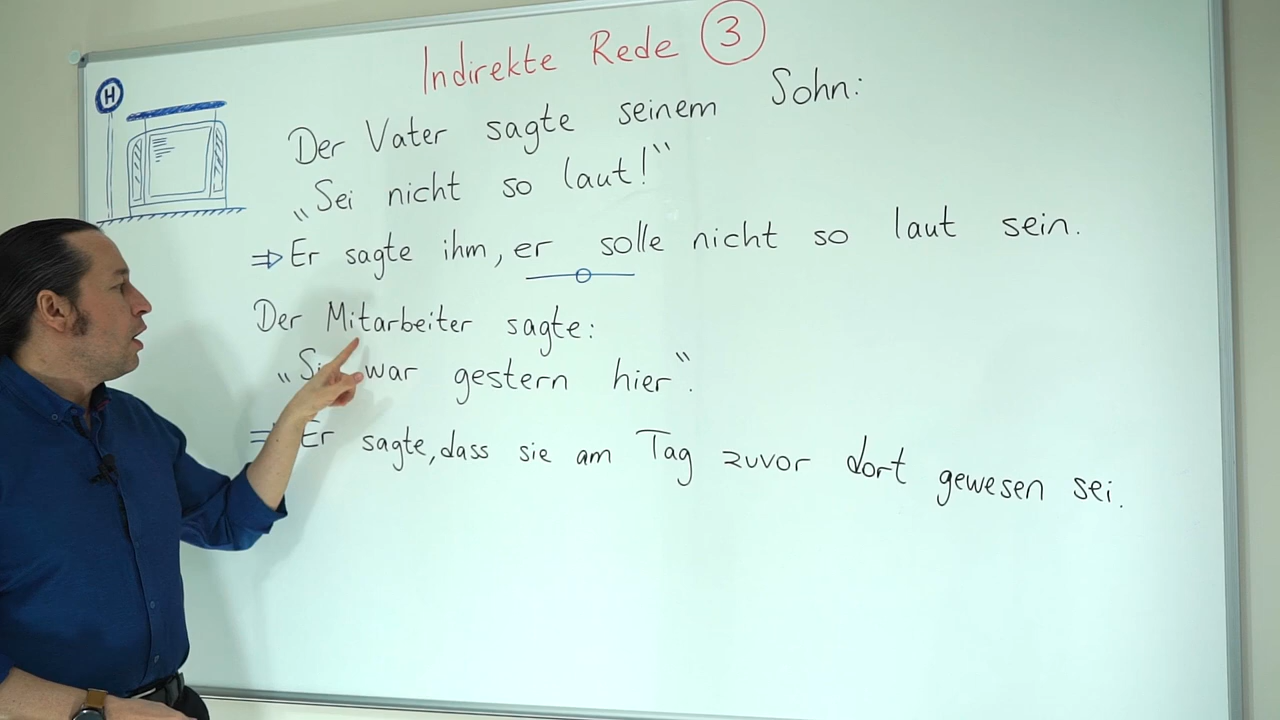 H
Indirekte Rede 3
Der Vater sagte seinem Sohn:
„Sei nicht so laut!“
⇒ Er sagte ihm, er solle nicht so laut sein.
Der Mitarbeiter sagte:
„ war gestern hier“.
⇒ Er sagte, dass sie am Tag zuvor dort gewesen sei.